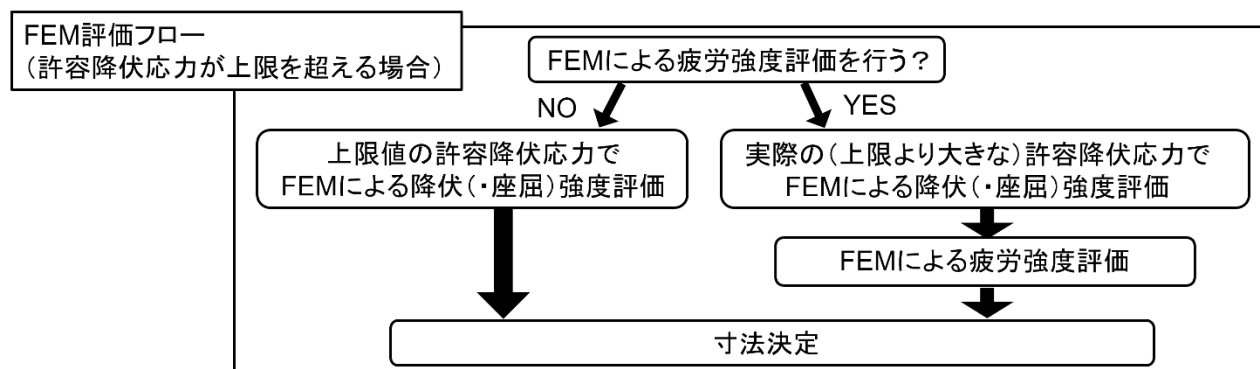 FEM評価フロー
(許容降伏応力が上限を超える場合)
FEMによる疲労強度評価を行う?
NO
YES
上限値の許容降伏応力で
FEMによる降伏(・座屈)強度評価
実際の(上限より大きな)許容降伏応力で
FEMによる降伏(・座屈)強度評価
FEMによる疲労強度評価
寸法決定